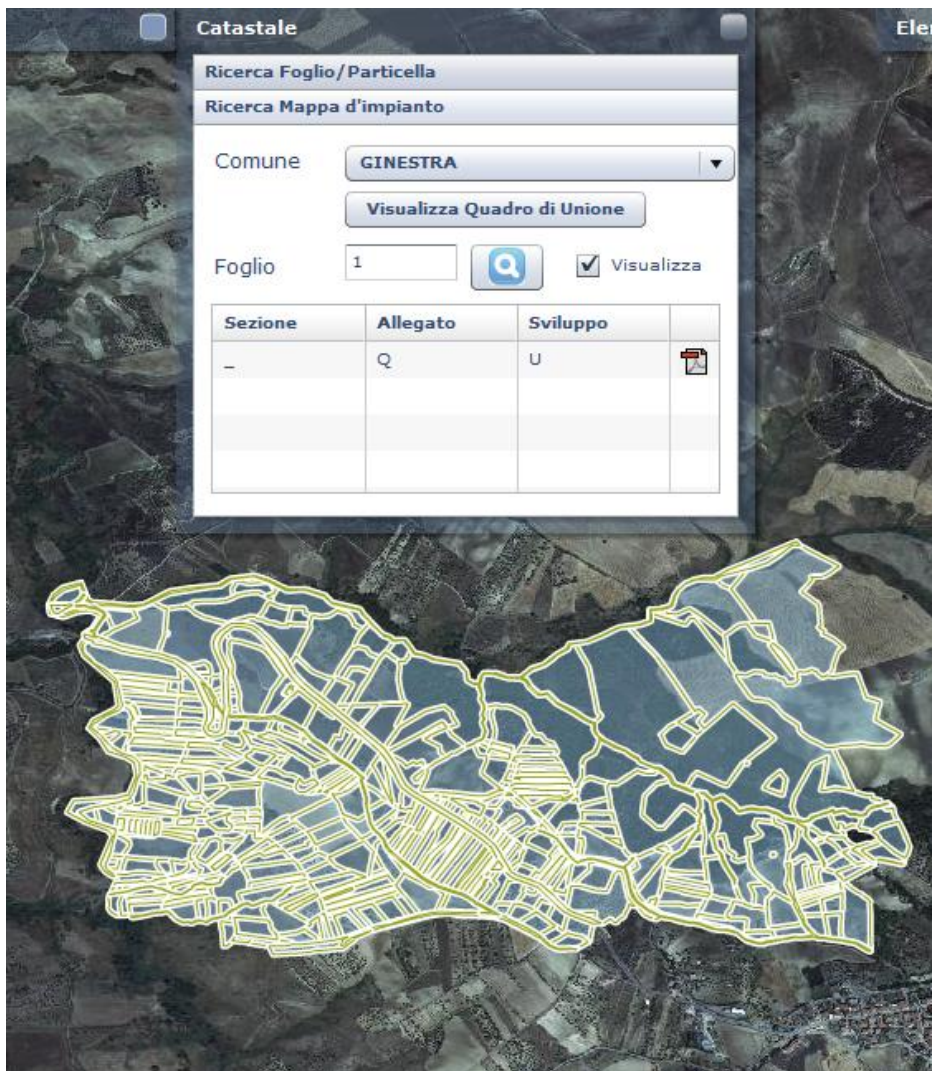 Catastale
Ricerca Foglio/Particella
Ricerca Mappa d'impianto
Comune GINESTRA
Visualizza Quadro di Unione
Foglio 1 Visualizza
Sezione Allegato Sviluppo
_ Q U